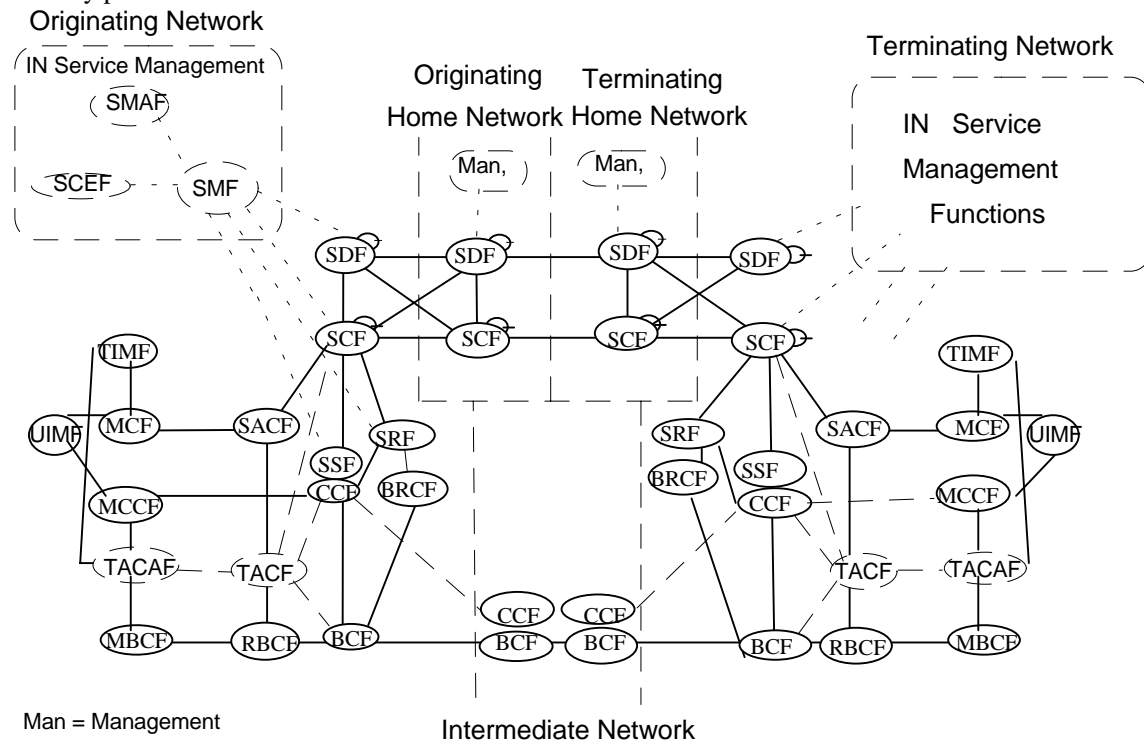 Originating Network
Terminating Network
IN Service Management
SMAF
SCEF
SMF
Originating
Home Network
Terminating
Home Network
Man,
Man,
IN Service
Management
Functions
SDF
SDF
SDF
SDF
SCF
SCF
SCF
SCF
TIMF
TIMF
UIMF
MCF
SACF
SRF
SRF
SACF
MCF
UIMF
SSF
SSF
CCF
BRCF
BRCF
CCF
MCCF
MCCF
TACAF
TACF
TACF
TACAF
CCF
CCF
MBCF
RBCF
BCF
BCF
BCF
BCF
RBCF
MBCF
Man = Management
Intermediate Network